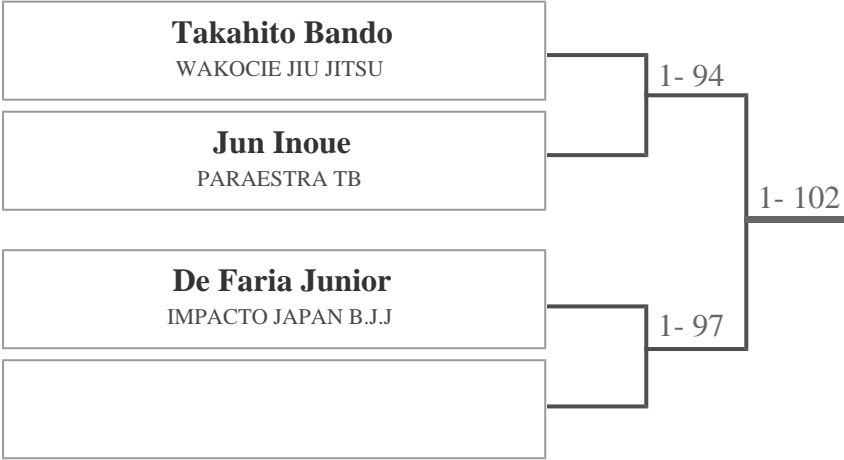 Takahito Bando
WAKOCIE JIU JITSU
1- 94
Jun Inoue
PARAESTRA TB
1- 102
De Faria Junior
IMPACTO JAPAN B.J.J
1- 97